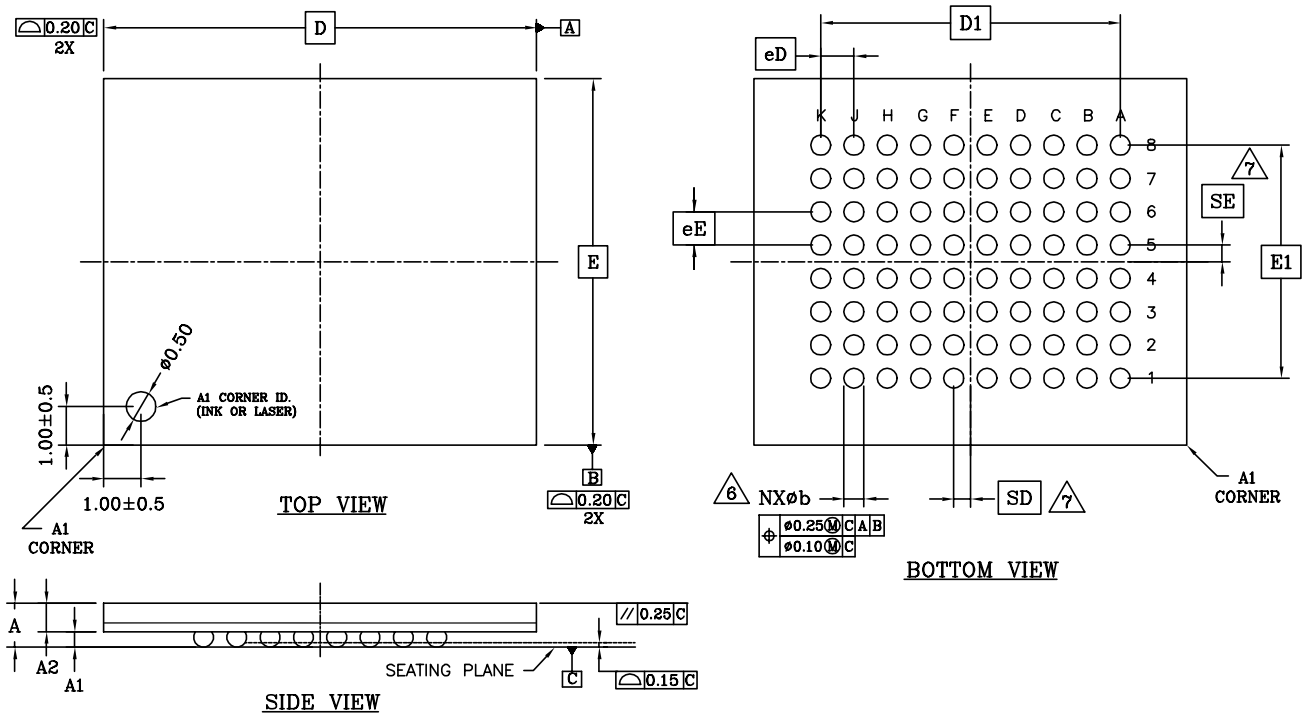 0.20 C
2X
D
A
E
ø0.50
A1 CORNER ID.
(INK OR LASER)
1.00±0.5
1.00±0.5
B
0.20 C
2X
TOP VIEW
A1
CORNER
D1
eD
K J H G F E D C B A
8
7
6
5
4
3
2
1
7
SE
eE
E1
6 NXøb
SD 7
ø0.25 Ⓜ C A B
ø0.10 Ⓜ C
A1
CORNER
BOTTOM VIEW
A
A2
A1
// 0.25 C
SEATING PLANE
C
0.15 C
SIDE VIEW